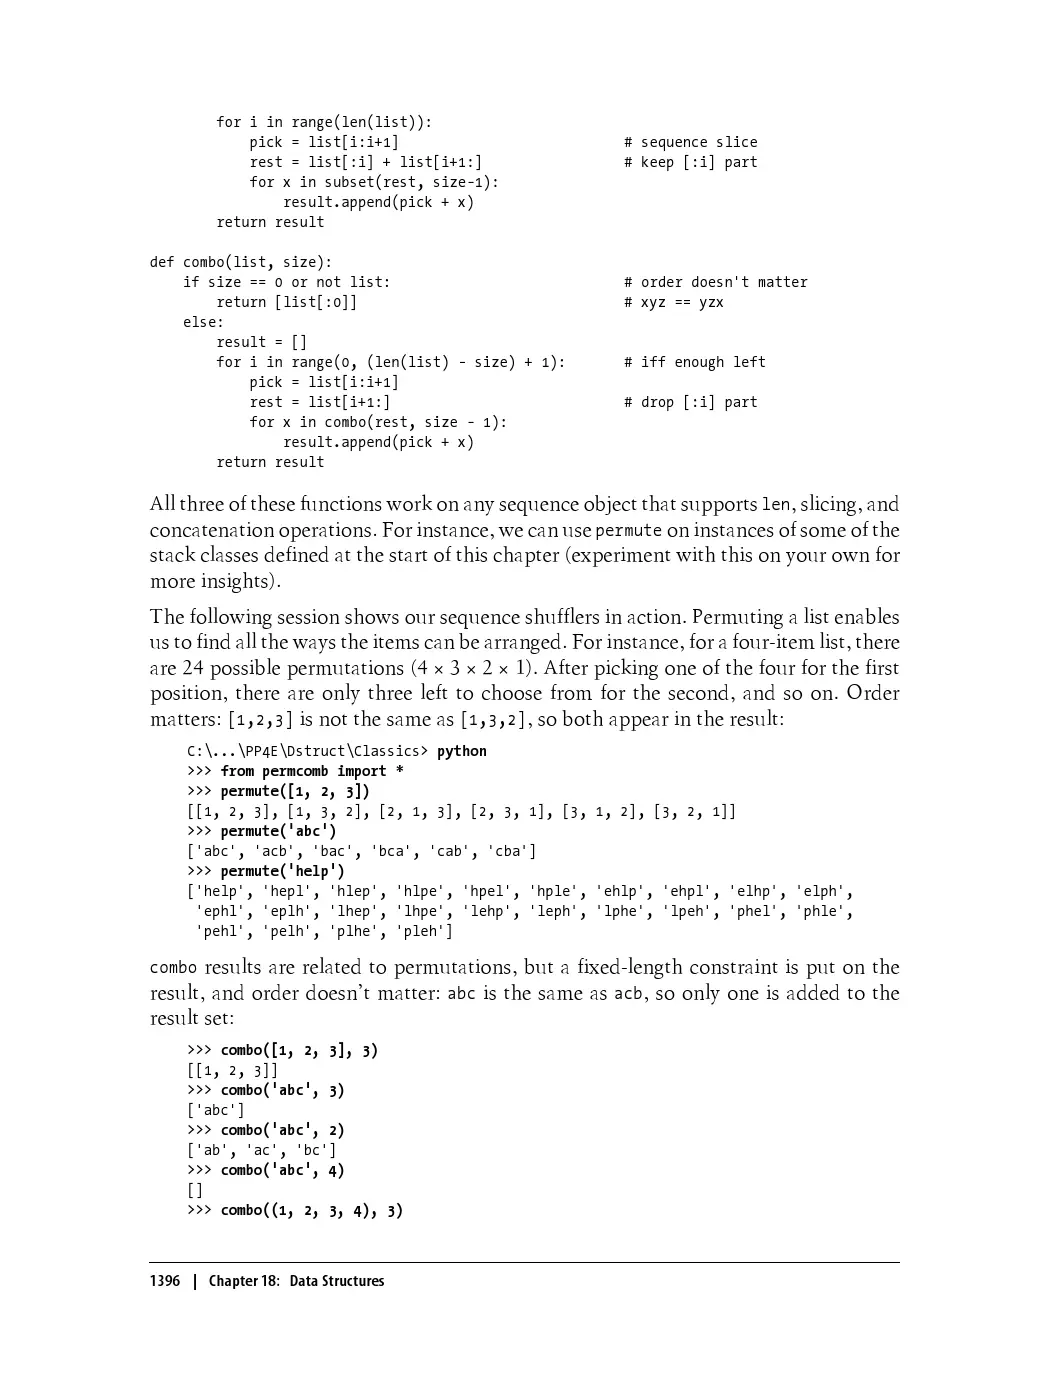 for i in range(len(list)):
            pick = list[i:i+1]                           # sequence slice
            rest = list[:i] + list[i+1:]                 # keep [:i] part
            for x in subset(rest, size-1):
                result.append(pick + x)
        return result
def combo(list, size):
    if size == 0 or not list:                            # order doesn't matter
        return [list[:0]]                                # xyz == yzx
    else:
        result = []
        for i in range(0, (len(list) - size) + 1):       # iff enough left
            pick = list[i:i+1]
            rest = list[i+1:]                            # drop [:i] part
            for x in combo(rest, size - 1):
                result.append(pick + x)
        return result
All three of these functions work on any sequence object that supports len, slicing, and
concatenation operations. For instance, we can use permute on instances of some of the
stack classes defined at the start of this chapter (experiment with this on your own for
more insights).
The following session shows our sequence shufflers in action. Permuting a list enables
us to find all the ways the items can be arranged. For instance, for a four-item list, there
are 24 possible permutations (4 × 3 × 2 × 1). After picking one of the four for the first
position, there are only three left to choose from for the second, and so on. Order
matters: [1,2,3] is not the same as [1,3,2], so both appear in the result:
C:\...\PP4E\Dstruct\Classics> python
>>> from permcomb import *
>>> permute([1, 2, 3])
[[1, 2, 3], [1, 3, 2], [2, 1, 3], [2, 3, 1], [3, 1, 2], [3, 2, 1]]
>>> permute('abc')
['abc', 'acb', 'bac', 'bca', 'cab', 'cba']
>>> permute('help')
['help', 'hepl', 'hlep', 'hlpe', 'hpel', 'hple', 'ehlp', 'ehpl', 'elhp', 'elph',
 'ephl', 'eplh', 'lhep', 'lhpe', 'lehp', 'leph', 'lphe', 'lpeh', 'phel', 'phle',
 'pehl', 'pelh', 'plhe', 'pleh']
combo results are related to permutations, but a fixed-length constraint is put on the
result, and order doesn't matter: abc is the same as acb, so only one is added to the
result set:
>>> combo([1, 2, 3], 3)
[[1, 2, 3]]
>>> combo('abc', 3)
['abc']
>>> combo('abc', 2)
['ab', 'ac', 'bc']
>>> combo('abc', 4)
[]
>>> combo((1, 2, 3, 4), 3)
1396 | Chapter 18: Data Structures